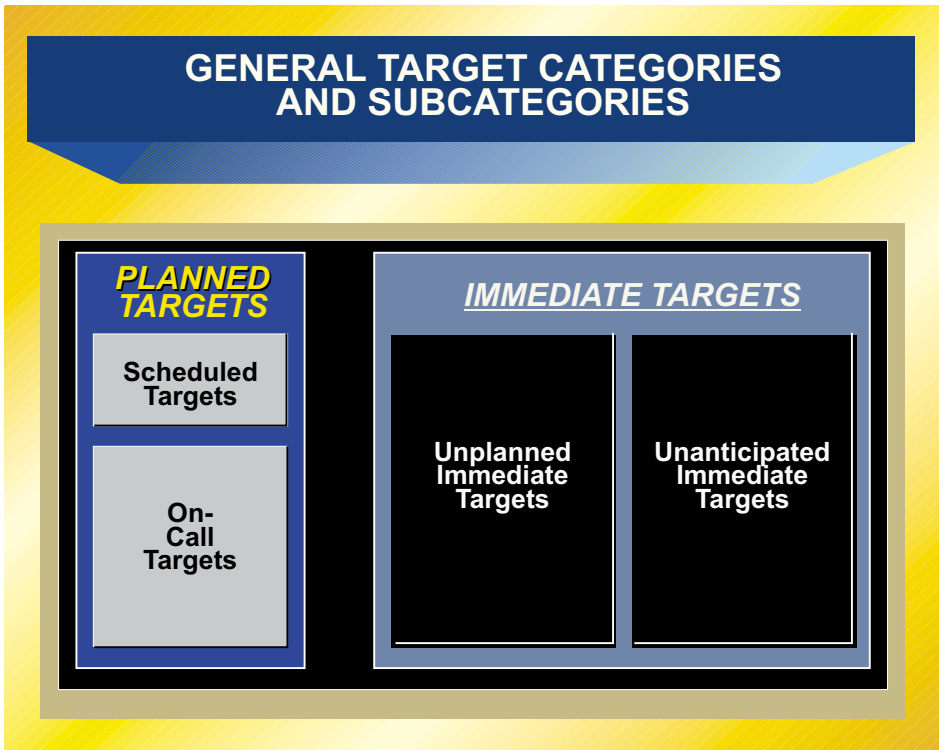 GENERAL TARGET CATEGORIES
AND SUBCATEGORIES
PLANNED
TARGETS
Scheduled
Targets
On-
Call
Targets
IMMEDIATE TARGETS
Unplanned
Immediate
Targets
Unanticipated
Immediate
Targets